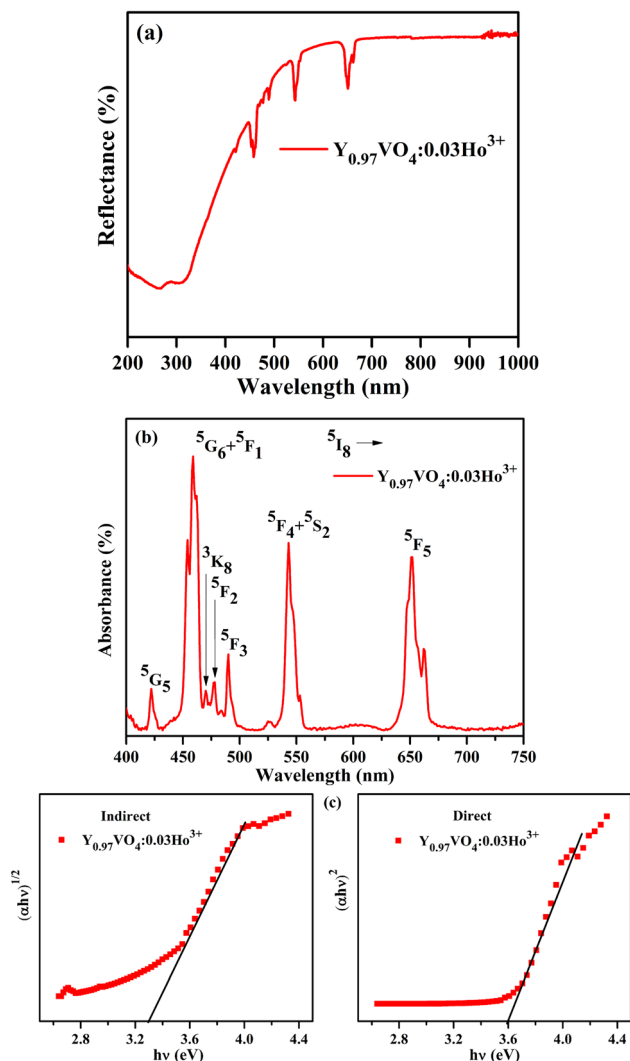 (a)
Reflectance (%)
Y0.97VO4:0.03Ho3+
200 300 400 500 600 700 800 900 1000
Wavelength (nm)
(b)
5G6+5F1
5I8
Y0.97VO4:0.03Ho3+
5F4+5S2
5F5
3K8
5F2
5F3
5G5
Absorbance (%)
400 450 500 550 600 650 700 750
Wavelength (nm)
(c)
Indirect
Y0.97VO4:0.03Ho3+
(αhν)1/2
2.8 3.2 3.6 4.0 4.4
hν (eV)
Direct
Y0.97VO4:0.03Ho3+
(αhν)2
2.8 3.2 3.6 4.0 4.4
hν (eV)